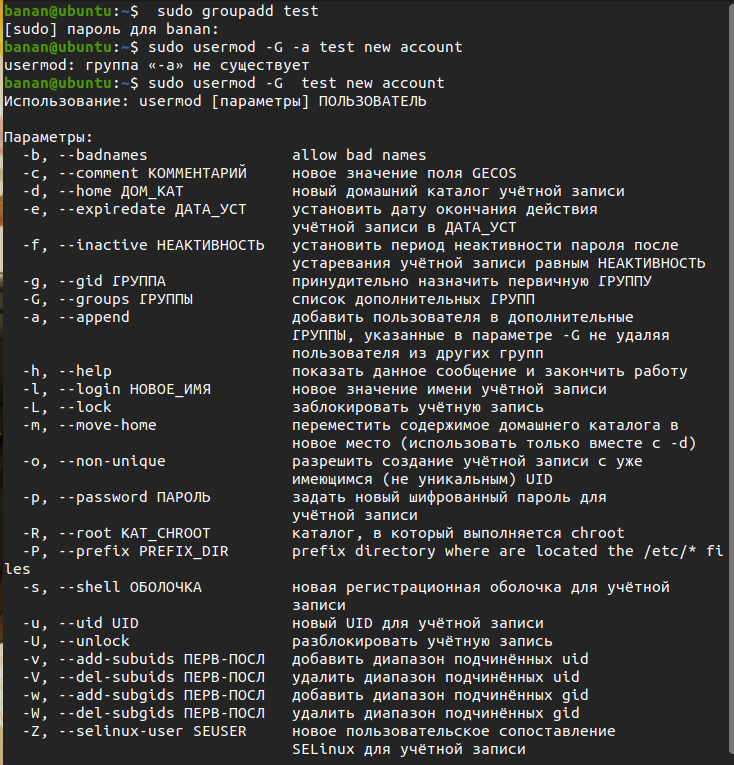 banan@ubuntu:~$  sudo groupadd test
[sudo] пароль для banan:
banan@ubuntu:~$ sudo usermod -G -a test new account
usermod: группа «-a» не существует
banan@ubuntu:~$ sudo usermod -G  test new account
Использование: usermod [параметры] ПОЛЬЗОВАТЕЛЬ

Параметры:
  -b, --badnames                allow bad names
  -c, --comment КОММЕНТАРИЙ     новое значение поля GECOS
  -d, --home ДОМ_КАТ            новый домашний каталог учётной записи
  -e, --expiredate ДАТА_УСТ     установить дату окончания действия
                                учётной записи в ДАТА_УСТ
  -f, --inactive НЕАКТИВНОСТЬ   установить период неактивности пароля после
                                устаревания учётной записи равным НЕАКТИВНОСТЬ
  -g, --gid ГРУППА              принудительно назначить первичную ГРУППУ
  -G, --groups ГРУППЫ           список дополнительных ГРУПП
  -a, --append                  добавить пользователя в дополнительные
                                ГРУППЫ, указанные в параметре -G не удаляя
                                пользователя из других групп
  -h, --help                    показать данное сообщение и закончить работу
  -l, --login НОВОЕ_ИМЯ         новое значение имени учётной записи
  -L, --lock                    заблокировать учётную запись
  -m, --move-home               переместить содержимое домашнего каталога в
                                новое место (использовать только вместе с -d)
  -o, --non-unique              разрешить создание учётной записи с уже
                                имеющимся (не уникальным) UID
  -p, --password ПАРОЛЬ         задать новый шифрованный пароль для
                                учётной записи
  -R, --root КАТ_CHROOT         каталог, в который выполняется chroot
  -P, --prefix PREFIX_DIR       prefix directory where are located the /etc/* fi
les
  -s, --shell ОБОЛОЧКА          новая регистрационная оболочка для учётной
                                записи
  -u, --uid UID                 новый UID для учётной записи
  -U, --unlock                  разблокировать учётную запись
  -v, --add-subuids ПЕРВ-ПОСЛ   добавить диапазон подчинённых uid
  -V, --del-subuids ПЕРВ-ПОСЛ   удалить диапазон подчинённых uid
  -w, --add-subgids ПЕРВ-ПОСЛ   добавить диапазон подчинённых gid
  -W, --del-subgids ПЕРВ-ПОСЛ   удалить диапазон подчинённых gid
  -Z, --selinux-user SEUSER     новое пользовательское сопоставление
                                SELinux для учётной записи